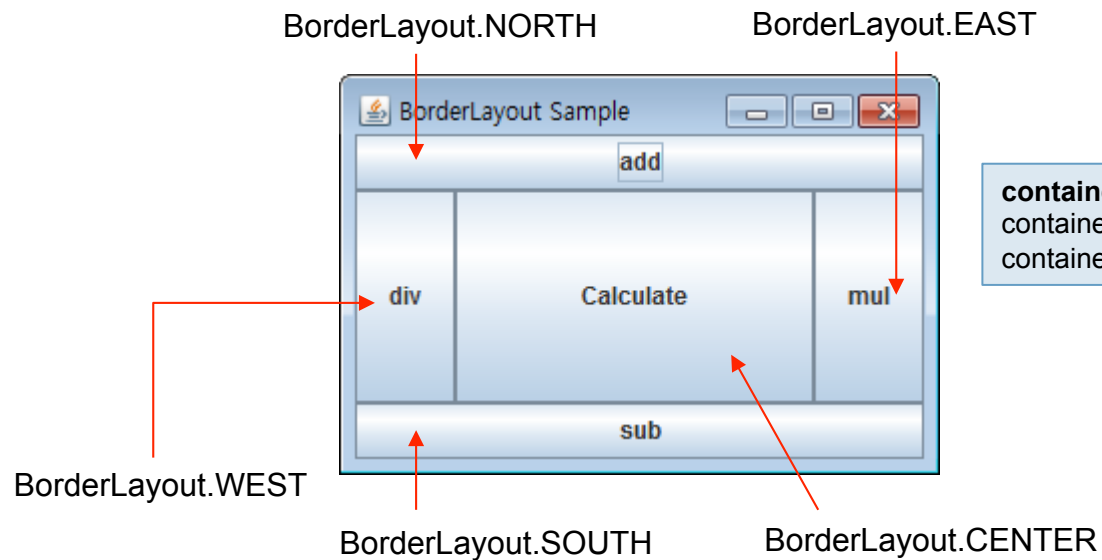 BorderLayout.NORTH
BorderLayout.EAST
BorderLayout Sample
add
div
Calculate
mul
sub
BorderLayout.WEST
BorderLayout.SOUTH
BorderLayout.CENTER